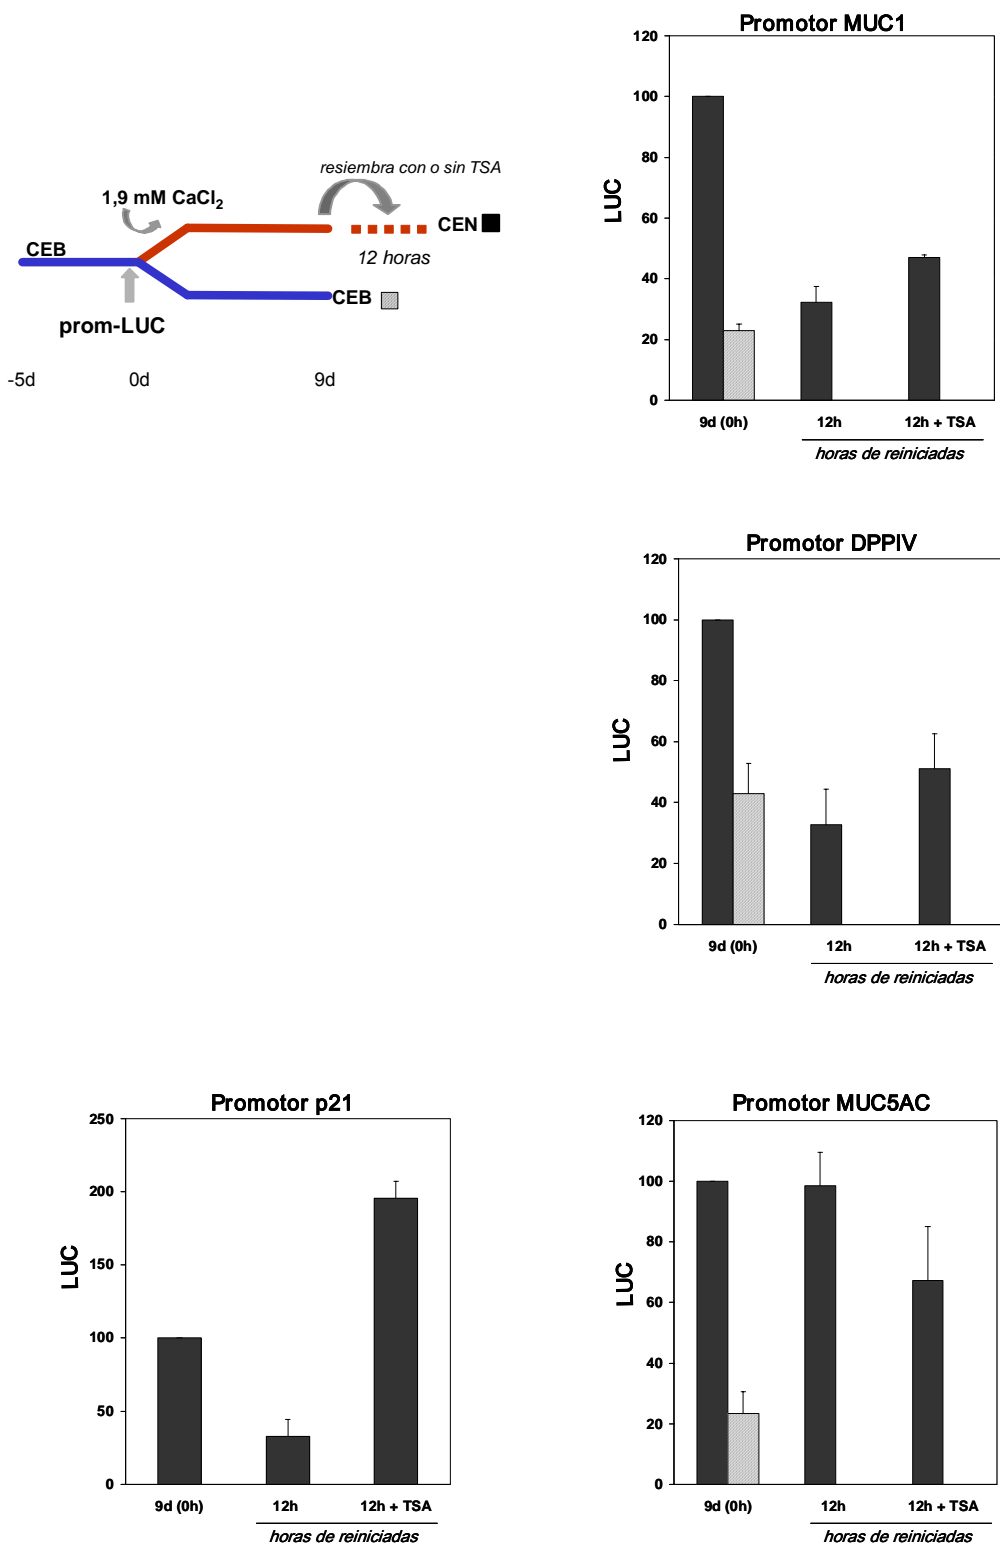 resiembra con o sin TSA
1,9 mM CaCl2
CEN
CEB
12 horas
CEB
prom-LUC
-5d 0d 9d
Promotor MUC1
120
100
80
60
40
20
0
LUC
9d (0h) 12h 12h + TSA
horas de reiniciadas
Promotor DPPIV
120
100
80
60
40
20
0
LUC
9d (0h) 12h 12h + TSA
horas de reiniciadas
Promotor p21
250
200
150
100
50
0
LUC
9d (0h) 12h 12h + TSA
horas de reiniciadas
Promotor MUC5AC
120
100
80
60
40
20
0
LUC
9d (0h) 12h 12h + TSA
horas de reiniciadas